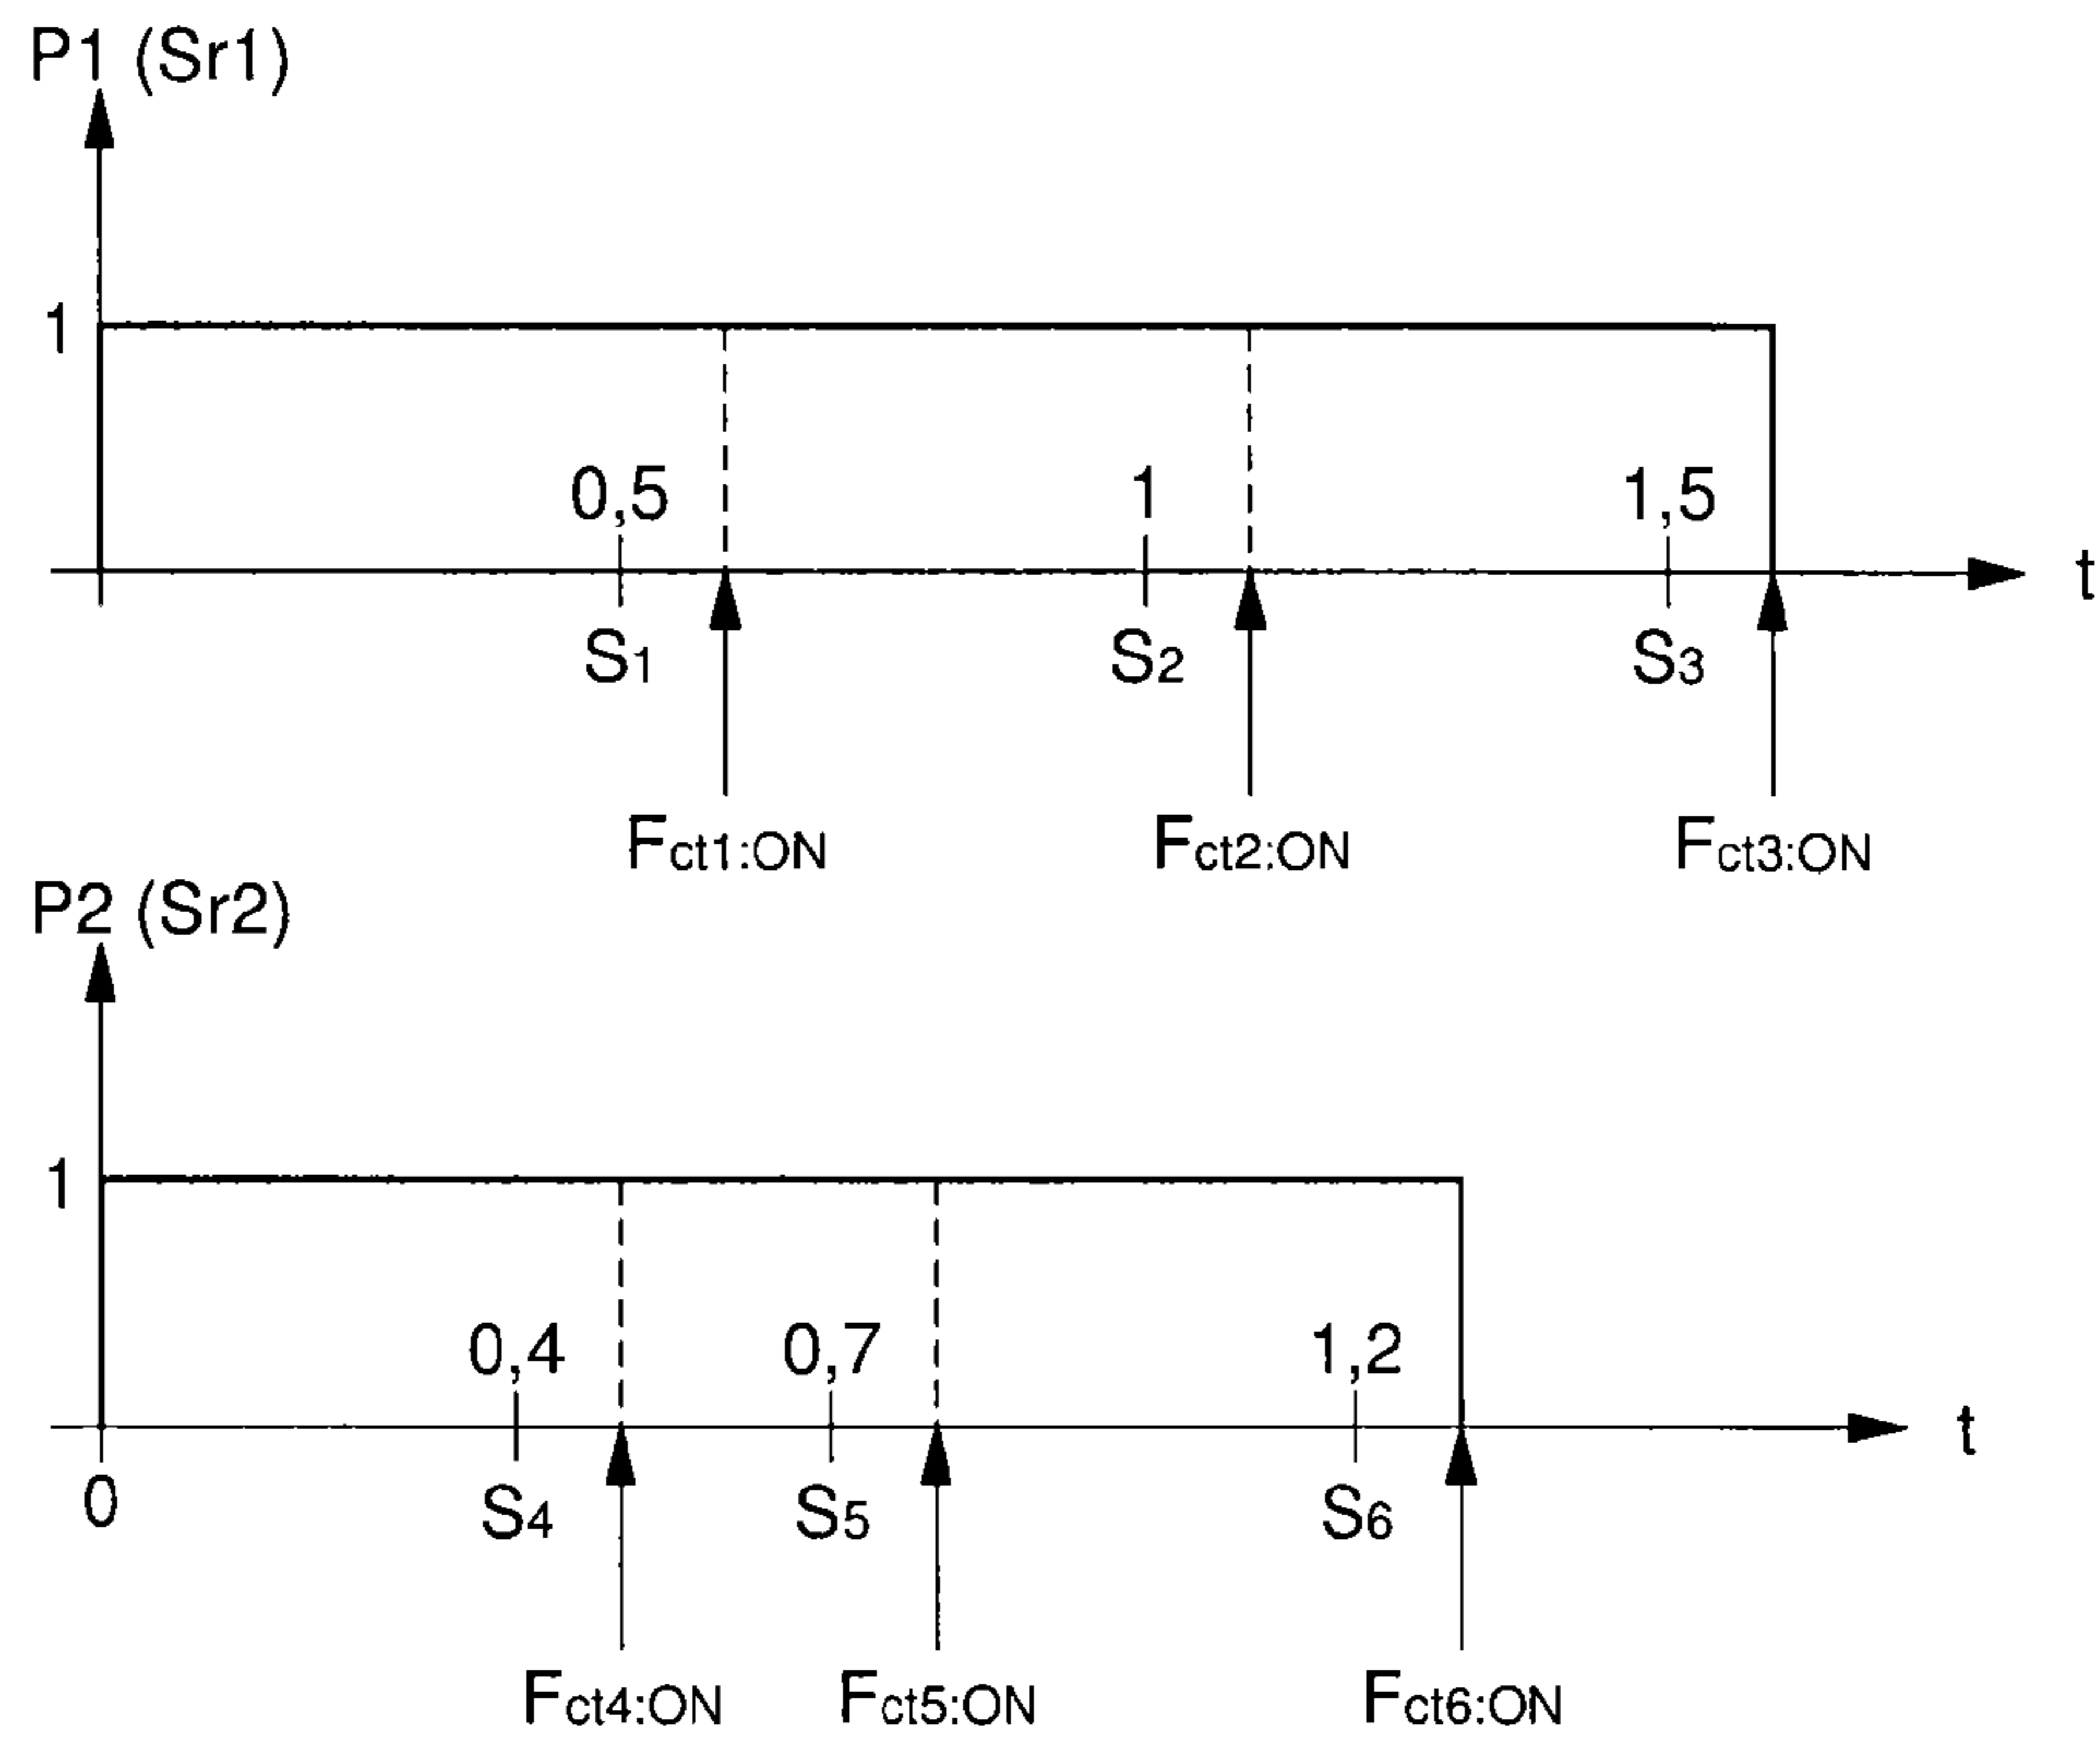 P1 (Sr1)
1
0,5 1 1,5
t
S1 S2 S3
Fct1:ON Fct2:ON Fct3:ON
P2 (Sr2)
1
0,4 0,7 1,2
t
0 S4 S5 S6
Fct4:ON Fct5:ON Fct6:ON